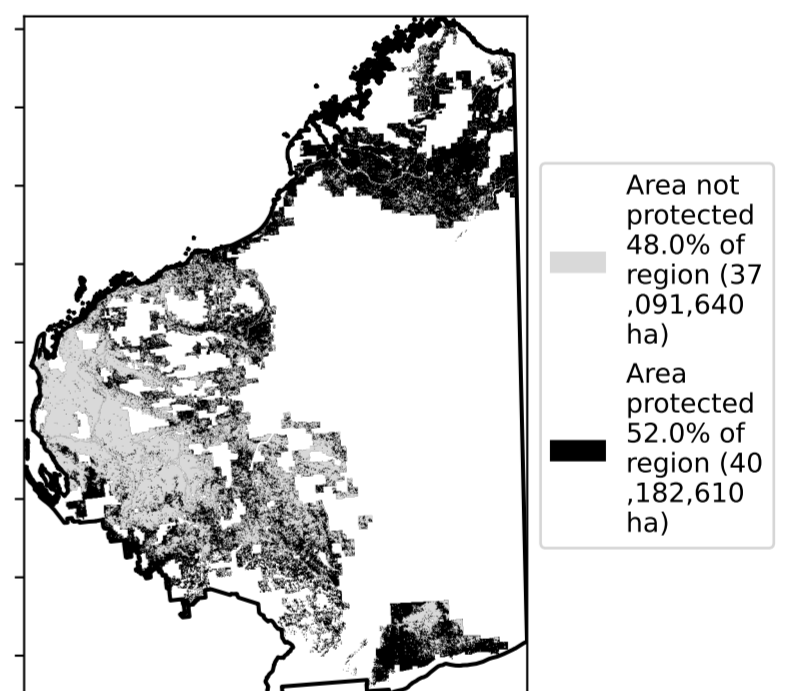 Area not
protected
48.0% of
region (37
,091,640
ha)
Area
protected
52.0% of
region (40
,182,610
ha)